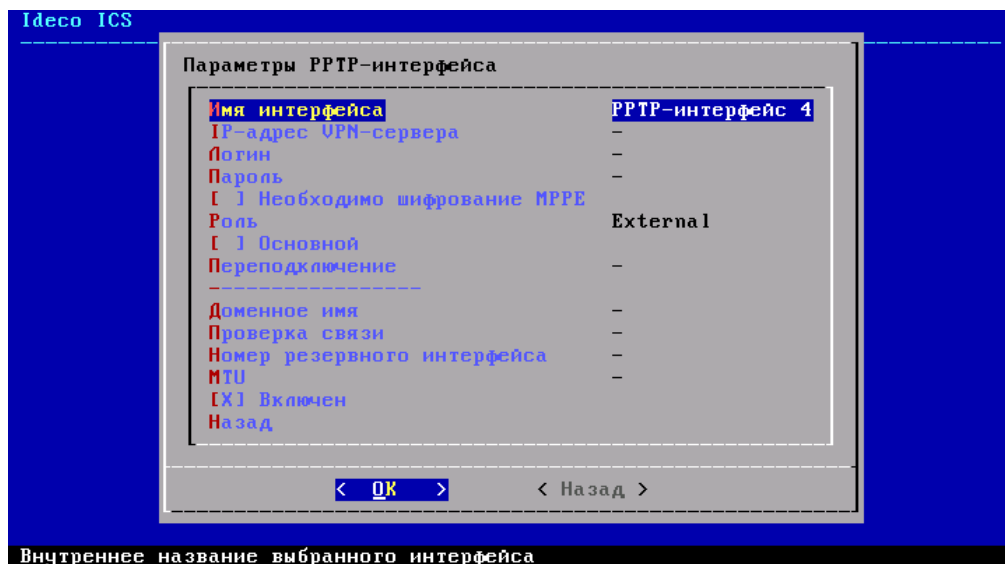 Ideco ICS
Параметры PPTP-интерфейса
Имя интерфейса PPTP-интерфейс 4
IP-адрес VPN-сервера -
Логин -
Пароль -
[ ] Необходимо шифрование MPPE
Роль External
[ ] Основной
Переподключение -
-----------------
Доменное имя -
Проверка связи -
Номер резервного интерфейса -
MTU -
[X] Включен
Назад
< OK > < Назад >
Внутреннее название выбранного интерфейса